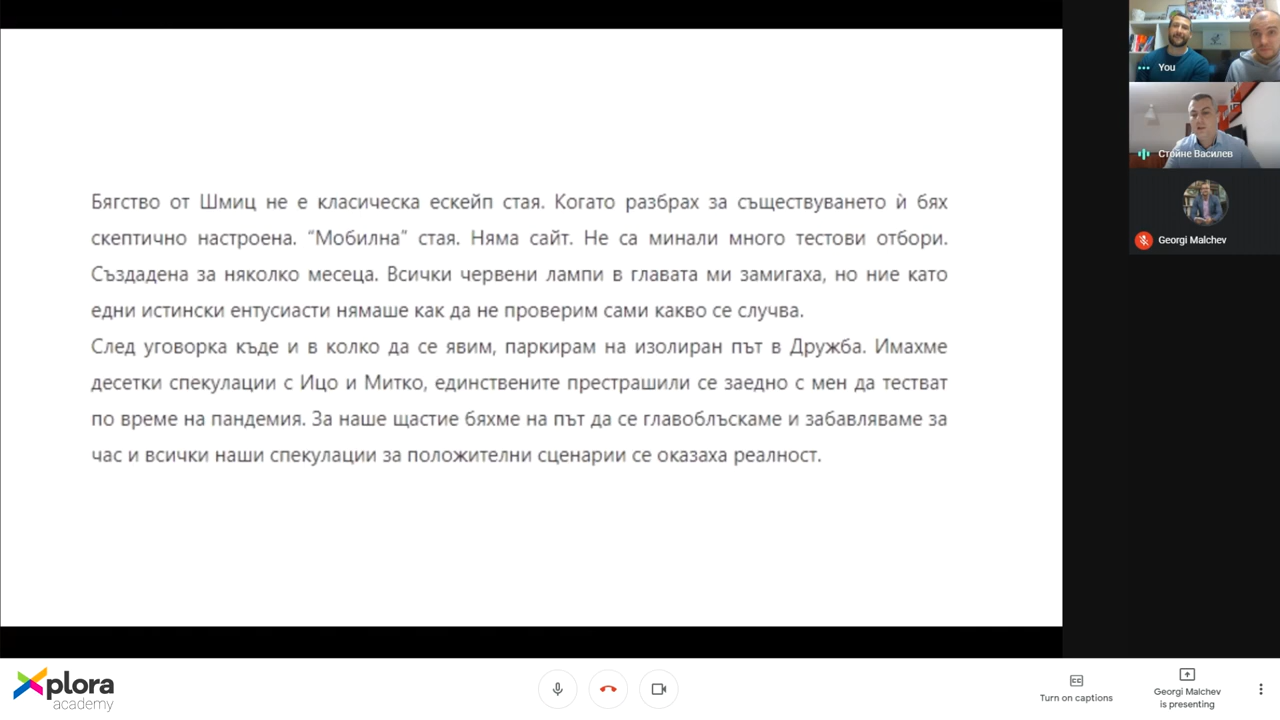 Бягство от Шмиц не е класическа ескейп стая. Когато разбрах за съществуването ѝ бях
скептично настроена. “Мобилна” стая. Няма сайт. Не са минали много тестови отбори.
Създадена за няколко месеца. Всички червени лампи в главата ми замигаха, но ние като
едни истински ентусиасти нямаше как да не проверим сами какво се случва.
След уговорка къде и в колко да се явим, паркирам на изолиран път в Дружба. Имахме
десетки спекулации с Ицо и Митко, единствените престрашили се заедно с мен да тестват
по време на пандемия. За наше щастие бяхме на път да се главоблъскаме и забавляваме за
час и всички наши спекулации за положителни сценарии се оказаха реалност.
You
Стойне Василев
Georgi Malchev
Xplora
academy
Turn on captions
Georgi Malchev
is presenting